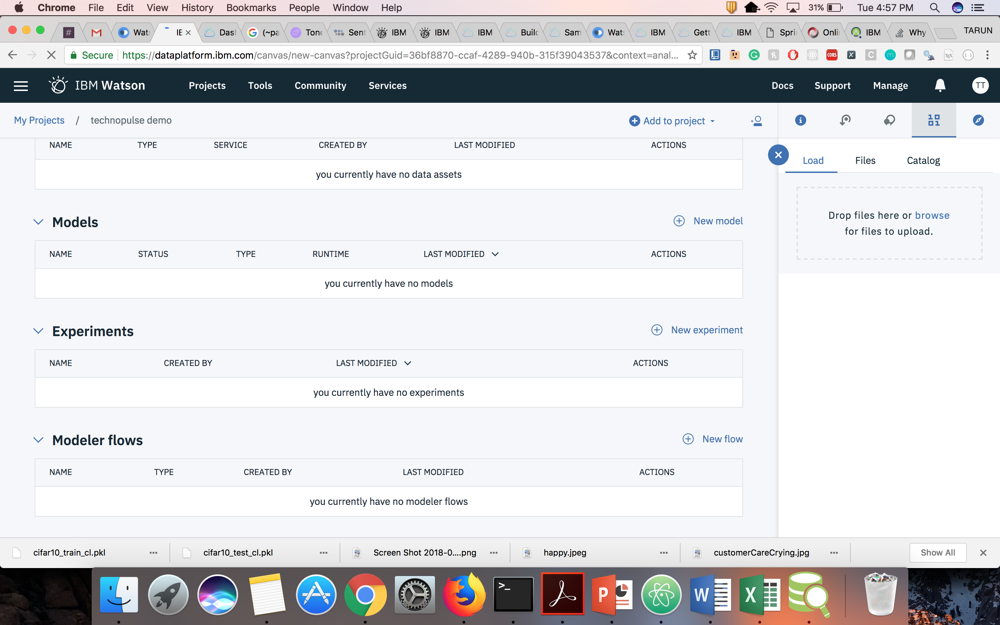 Chrome File Edit View History Bookmarks People Window Help 31% Tue 4:57 PM
# Wats IE Dasl (~pa Tone Sent IBM IBM IBM Builc Sam Wats IBM Gett IBM Sprin Onli IBM Why TARUN
Secure https://dataplatform.ibm.com/canvas/new-canvas?projectGuid=36bf8870-ccaf-4289-940b-315f39043537&context=anal...
IBM Watson Projects Tools Community Services Docs Support Manage TT
My Projects / technopulse demo Add to project
NAME TYPE SERVICE CREATED BY LAST MODIFIED ACTIONS
Load Files Catalog
you currently have no data assets
Drop files here or browse
for files to upload.
Models New model
NAME STATUS TYPE RUNTIME LAST MODIFIED ACTIONS
you currently have no models
Experiments New experiment
NAME CREATED BY LAST MODIFIED ACTIONS
you currently have no experiments
Modeler flows New flow
NAME TYPE CREATED BY LAST MODIFIED ACTIONS
you currently have no modeler flows
cifar10_train_cl.pkl cifar10_test_cl.pkl Screen Shot 2018-0....png happy.jpeg customerCareCrying.jpg Show All